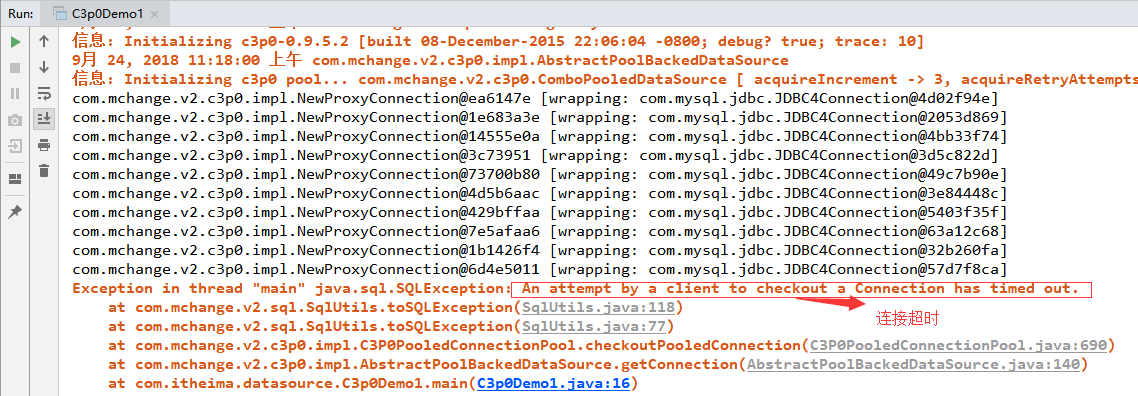 Run: C3p0Demo1
信息: Initializing c3p0-0.9.5.2 [built 08-December-2015 22:06:04 -0800; debug? true; trace: 10]
9月 24, 2018 11:18:00 上午 com.mchange.v2.c3p0.impl.AbstractPoolBackedDataSource
信息: Initializing c3p0 pool... com.mchange.v2.c3p0.ComboPooledDataSource [ acquireIncrement -> 3, acquireRetryAttempts
com.mchange.v2.c3p0.impl.NewProxyConnection@ea6147e [wrapping: com.mysql.jdbc.JDBC4Connection@4d02f94e]
com.mchange.v2.c3p0.impl.NewProxyConnection@1e683a3e [wrapping: com.mysql.jdbc.JDBC4Connection@2053d869]
com.mchange.v2.c3p0.impl.NewProxyConnection@14555e0a [wrapping: com.mysql.jdbc.JDBC4Connection@4bb33f74]
com.mchange.v2.c3p0.impl.NewProxyConnection@3c73951 [wrapping: com.mysql.jdbc.JDBC4Connection@3d5c822d]
com.mchange.v2.c3p0.impl.NewProxyConnection@73700b80 [wrapping: com.mysql.jdbc.JDBC4Connection@49c7b90e]
com.mchange.v2.c3p0.impl.NewProxyConnection@4d5b6aac [wrapping: com.mysql.jdbc.JDBC4Connection@3e84448c]
com.mchange.v2.c3p0.impl.NewProxyConnection@429bffaa [wrapping: com.mysql.jdbc.JDBC4Connection@5403f35f]
com.mchange.v2.c3p0.impl.NewProxyConnection@7e5afaa6 [wrapping: com.mysql.jdbc.JDBC4Connection@63a12c68]
com.mchange.v2.c3p0.impl.NewProxyConnection@1b1426f4 [wrapping: com.mysql.jdbc.JDBC4Connection@32b260fa]
com.mchange.v2.c3p0.impl.NewProxyConnection@6d4e5011 [wrapping: com.mysql.jdbc.JDBC4Connection@57d7f8ca]
Exception in thread "main" java.sql.SQLException: An attempt by a client to checkout a Connection has timed out.
at com.mchange.v2.sql.SqlUtils.toSQLException(SqlUtils.java:118)
连接超时
at com.mchange.v2.sql.SqlUtils.toSQLException(SqlUtils.java:77)
at com.mchange.v2.c3p0.impl.C3P0PooledConnectionPool.checkoutPooledConnection(C3P0PooledConnectionPool.java:690)
at com.mchange.v2.c3p0.impl.AbstractPoolBackedDataSource.getConnection(AbstractPoolBackedDataSource.java:140)
at com.itheima.datasource.C3p0Demo1.main(C3p0Demo1.java:16)